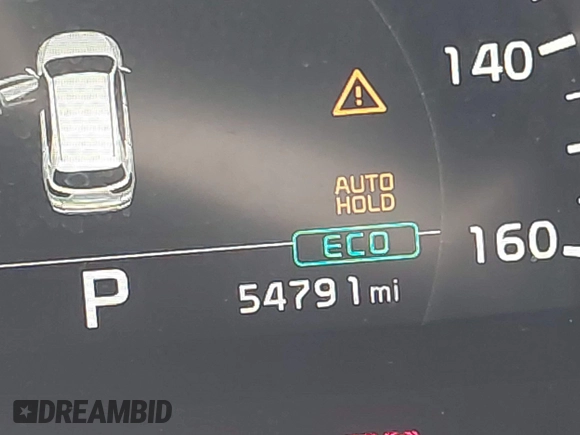 140
AUTO
HOLD
ECO
160
P
54791 mi
DREAMBID